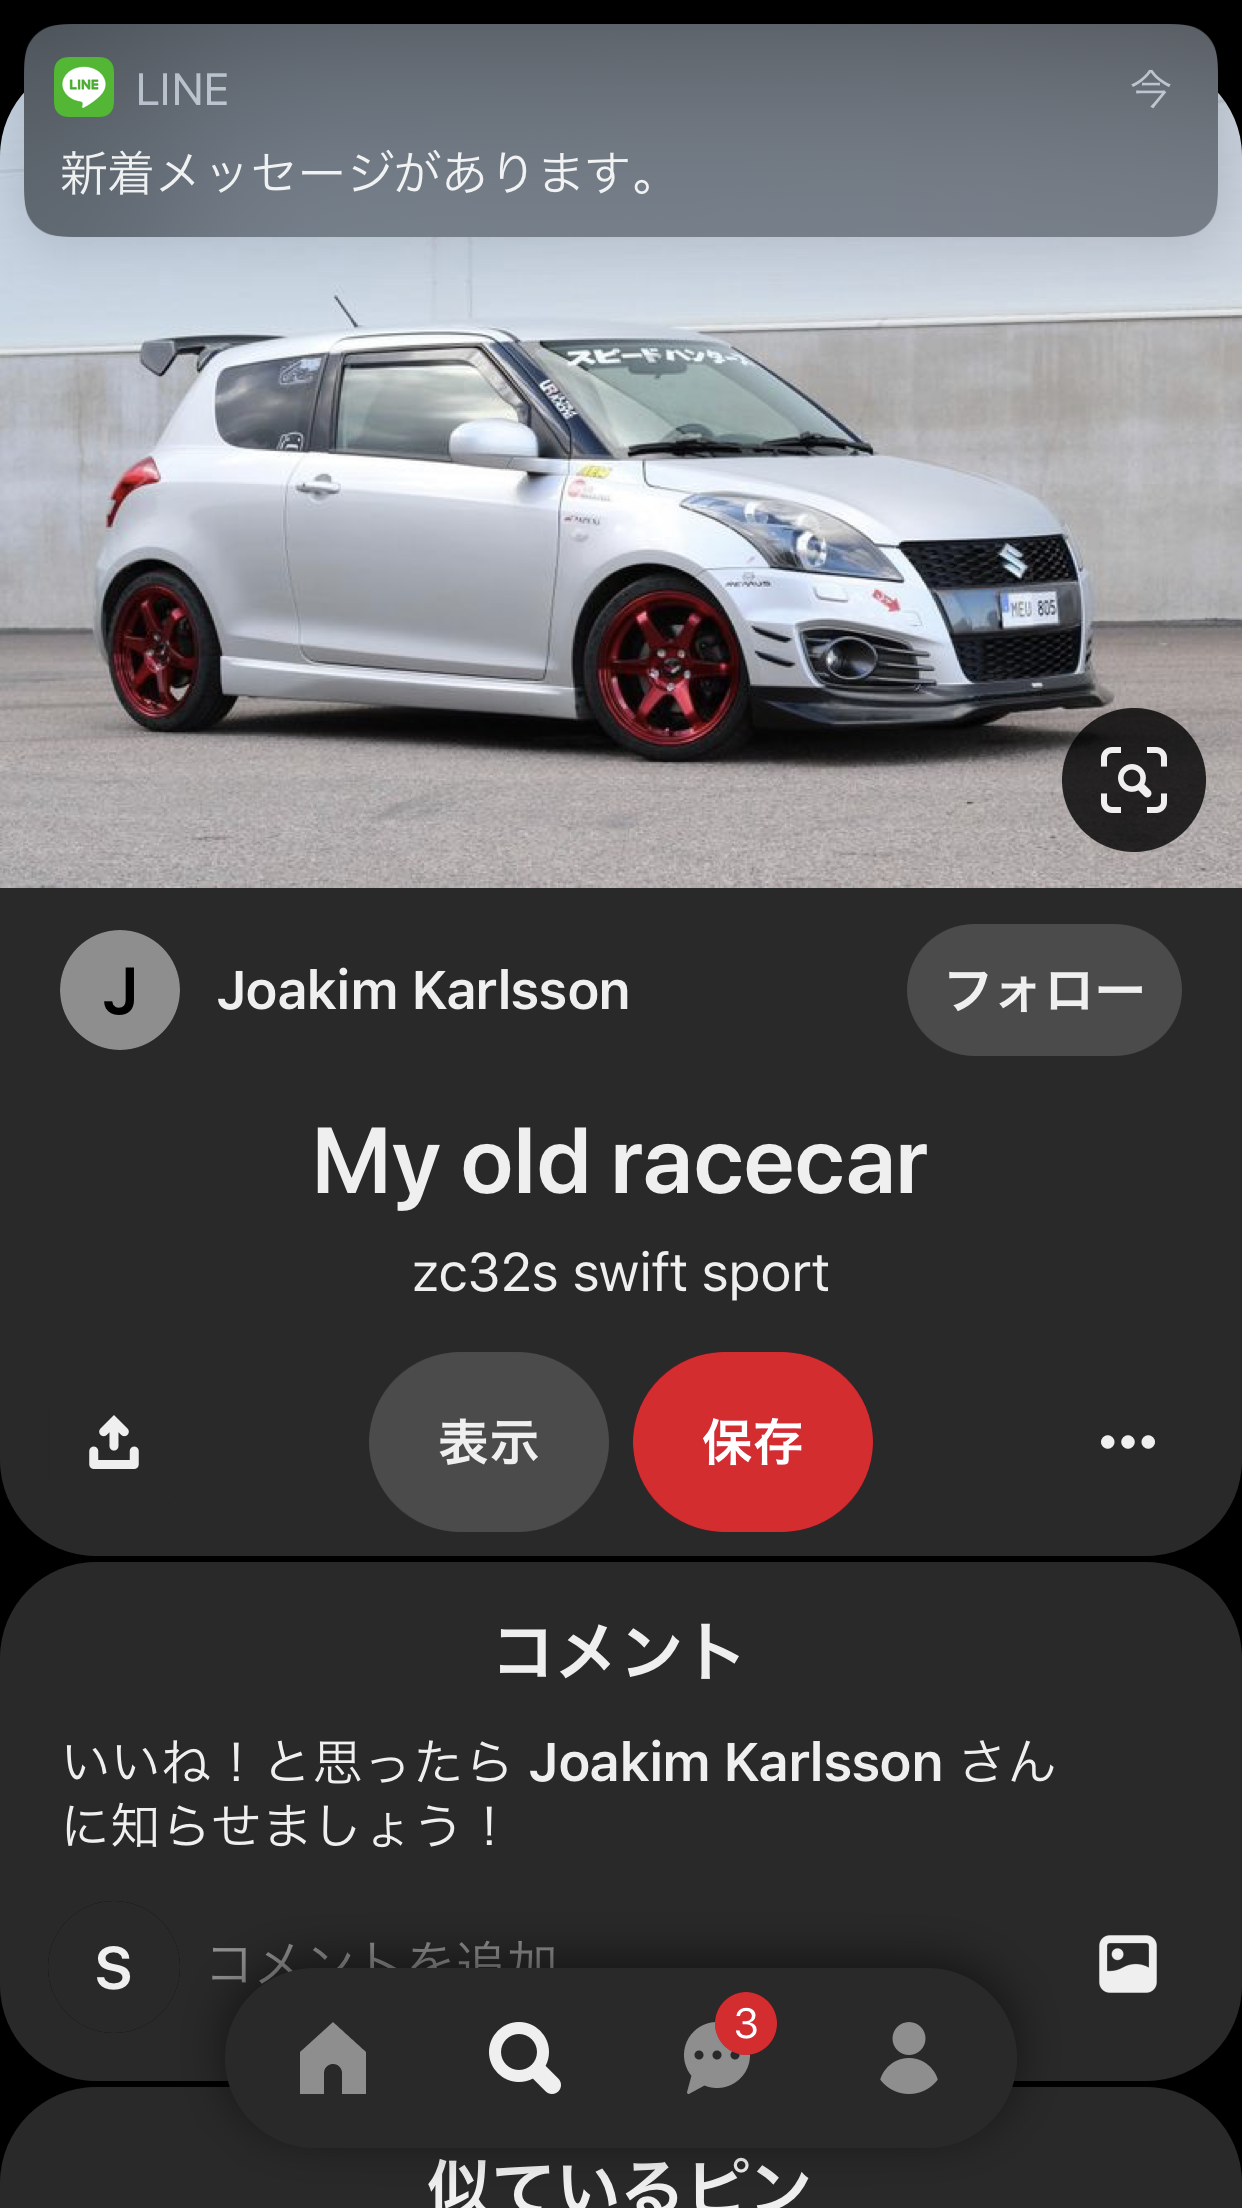 LINE
今
新着メッセージがあります。
スピードハンターズ
MEU 805
J
Joakim Karlsson
フォロー
My old racecar
zc32s swift sport
表示
保存
コメント
いいね！と思ったら Joakim Karlsson さん
に知らせましょう！
S
コメントを追加
3
似ているピン